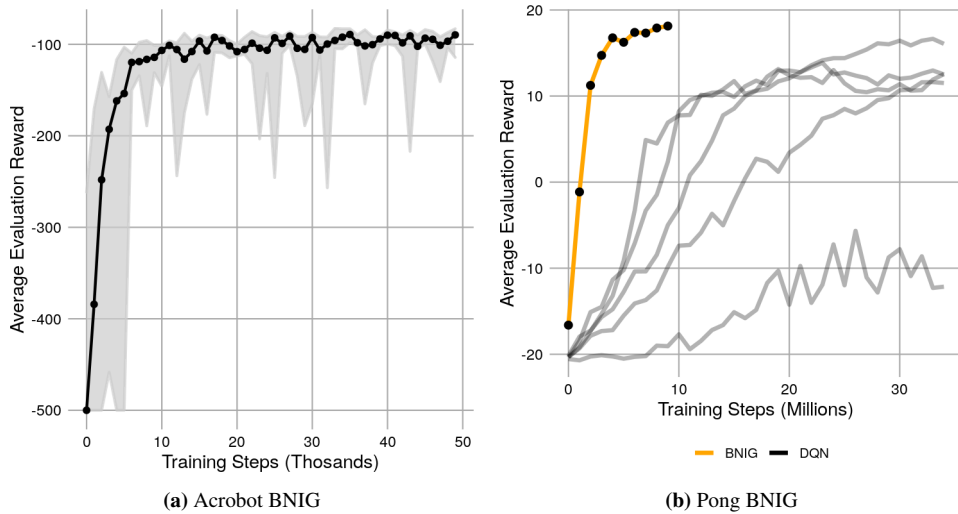 Average Evaluation Reward
-100
-200
-300
-400
-500
0
10
20
30
40
50
Training Steps (Thosands)
(a) Acrobot BNIG
Average Evaluation Reward
20
10
0
-10
-20
0
10
20
30
Training Steps (Millions)
BNIG
DQN
(b) Pong BNIG